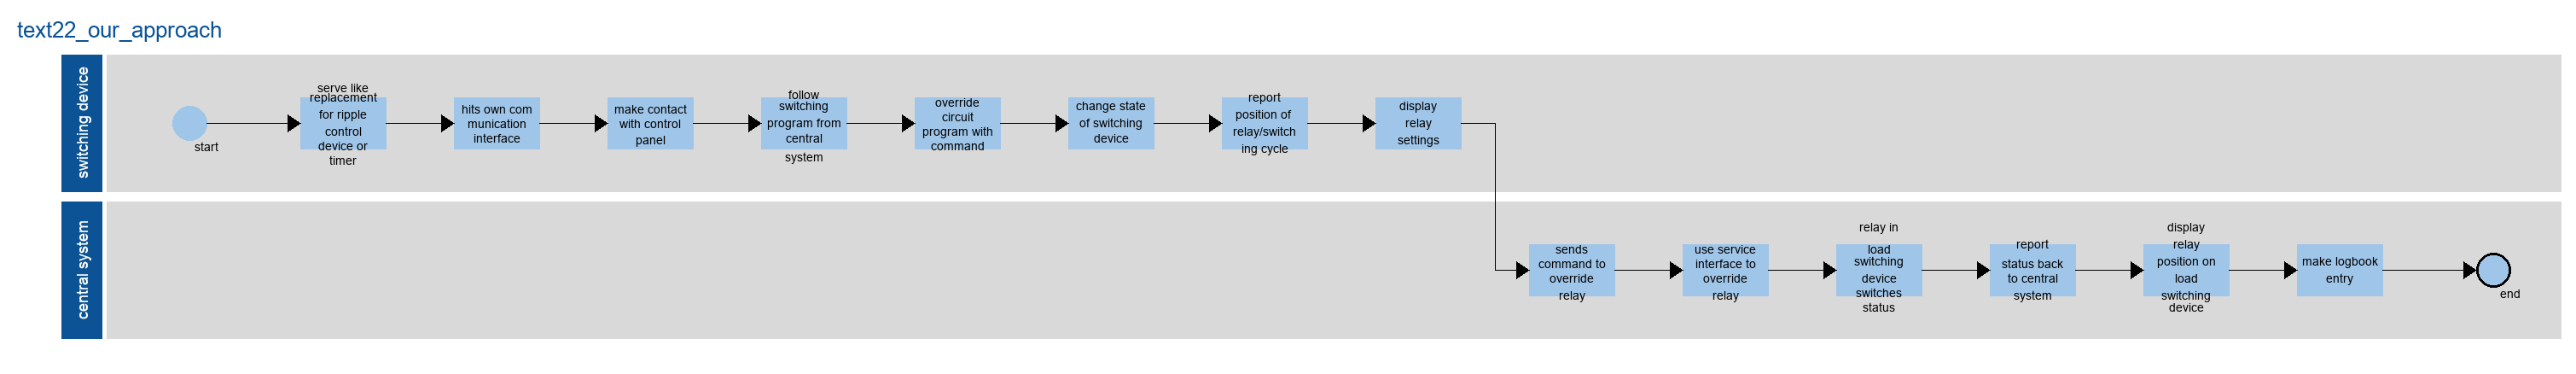 text22_our_approach
switching device
start
serve like
replacement
for ripple
control
device or
timer
hits own com
munication
interface
make contact
with control
panel
follow
switching
program from
central
system
override
circuit
program with
command
change state
of switching
device
report
position of
relay/switch
ing cycle
display
relay
settings
central system
sends
command to
override
relay
use service
interface to
override
relay
relay in
load
switching
device
switches
status
report
status back
to central
system
display
relay
position on
load
switching
device
make logbook
entry
end